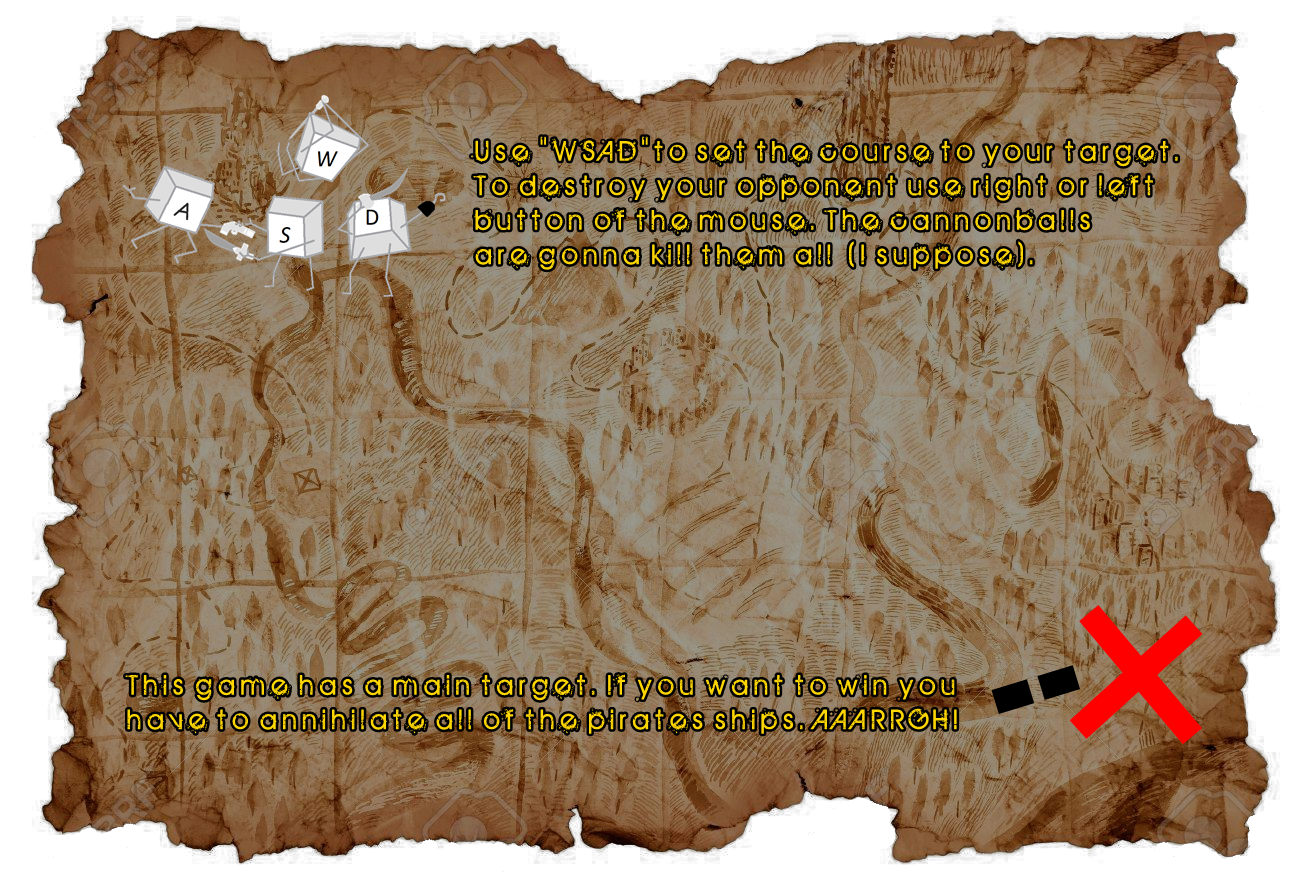 W
A
S
D
Use "WSAD" to set the course to your target.
To destroy your opponent use right or left
button of the mouse. The cannonballs
are gonna kill them all (I suppose).
This game has a main target. If you want to win you
have to annihilate all of the pirates ships. AAARRGH!